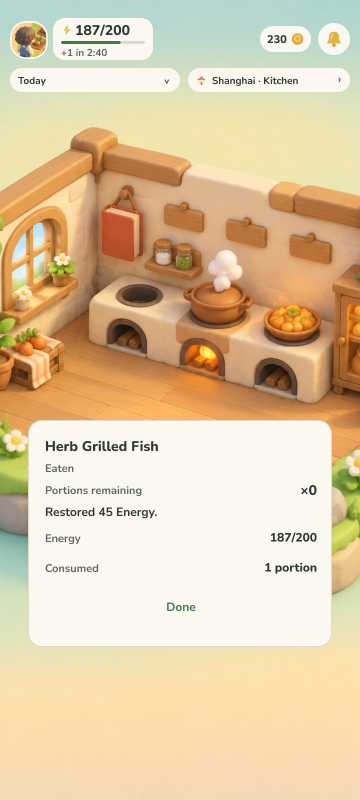 187/200
+1 in 2:40
230
Today
Shanghai · Kitchen
Herb Grilled Fish
Eaten
Portions remaining ×0
Restored 45 Energy.
Energy 187/200
Consumed 1 portion
Done